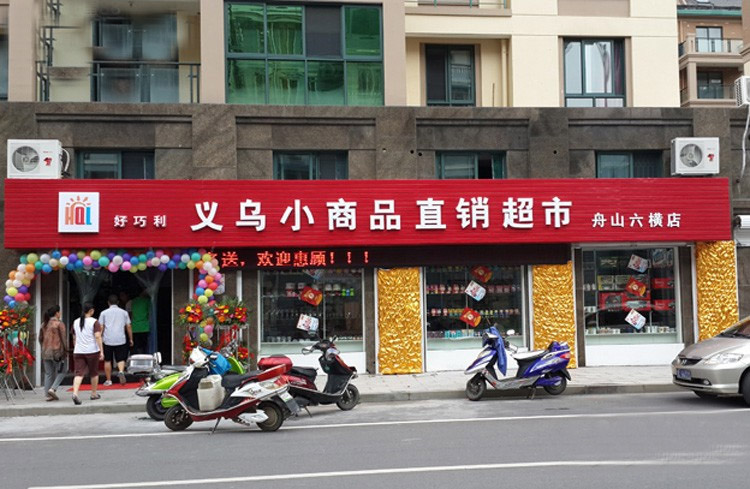 HQL
好巧利
义乌小商品直销超市
舟山六横店
多送，欢迎惠顾！！！